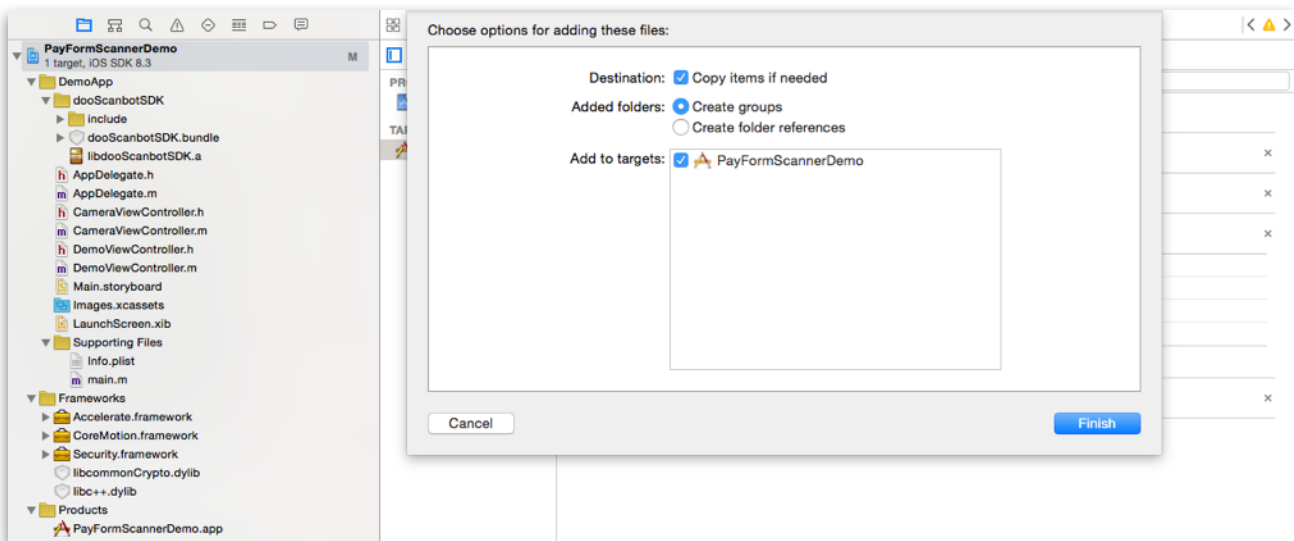 PayFormScannerDemo
1 target, iOS SDK 8.3
M
DemoApp
dooScanbotSDK
include
dooScanbotSDK.bundle
libdooScanbotSDK.a
AppDelegate.h
AppDelegate.m
CameraViewController.h
CameraViewController.m
DemoViewController.h
DemoViewController.m
Main.storyboard
Images.xcassets
LaunchScreen.xib
Supporting Files
Info.plist
main.m
Frameworks
Accelerate.framework
CoreMotion.framework
Security.framework
libcommonCrypto.dylib
libc++.dylib
Products
PayFormScannerDemo.app
PR
TAR
Choose options for adding these files:
Destination: Copy items if needed
Added folders: Create groups
Create folder references
Add to targets: PayFormScannerDemo
Cancel
Finish